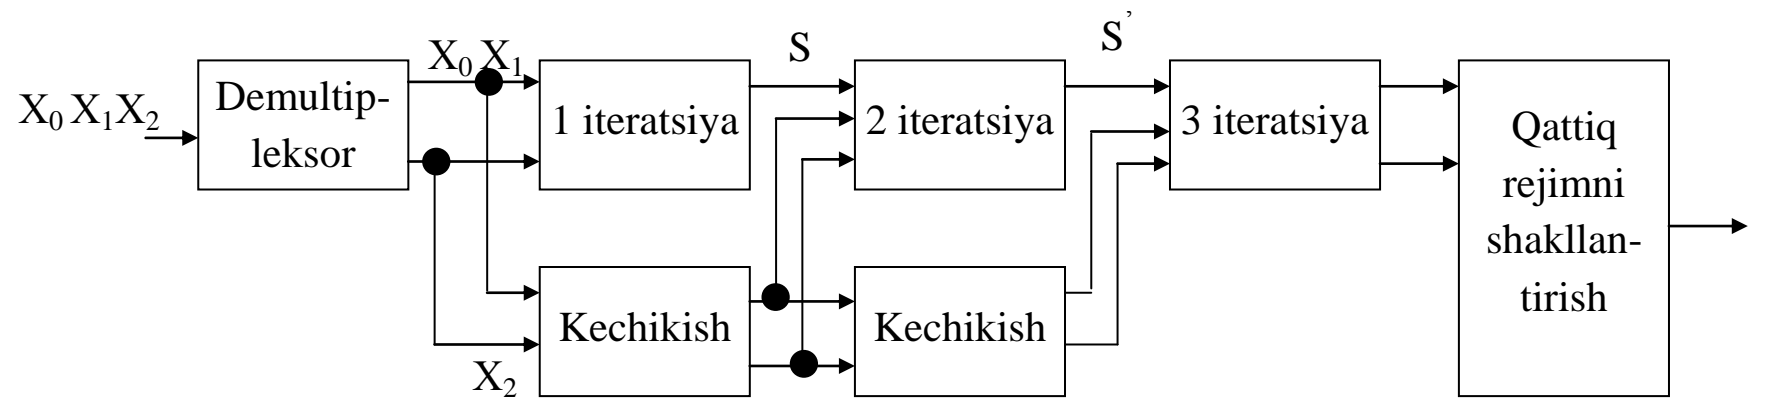 X₀ X₁X₂
Demultip-
leksor
X₀ X₁
1 iteratsiya
S
2 iteratsiya
S’
3 iteratsiya
Qattiq
rejimni
shakllan-
tirish
X₂
Kechikish
Kechikish